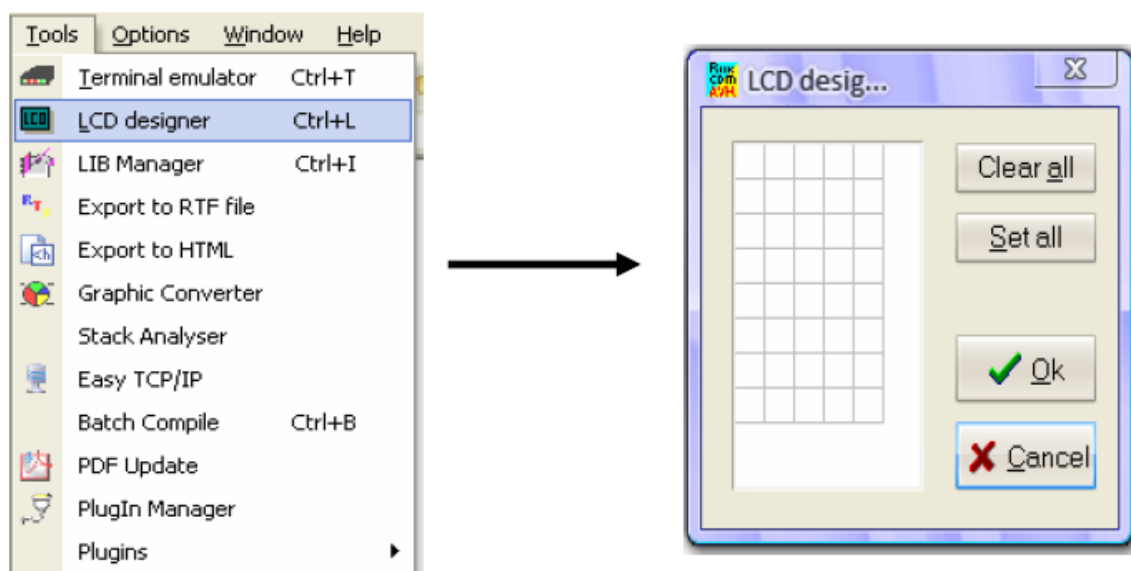 Tools Options Window Help
Terminal emulator Ctrl+T
LCD
LCD designer Ctrl+L
LIB Manager Ctrl+I
Export to RTF file
Export to HTML
Graphic Converter
Stack Analyser
Easy TCP/IP
Batch Compile Ctrl+B
PDF Update
PlugIn Manager
Plugins
LCD desig...
Clear all
Set all
Ok
Cancel